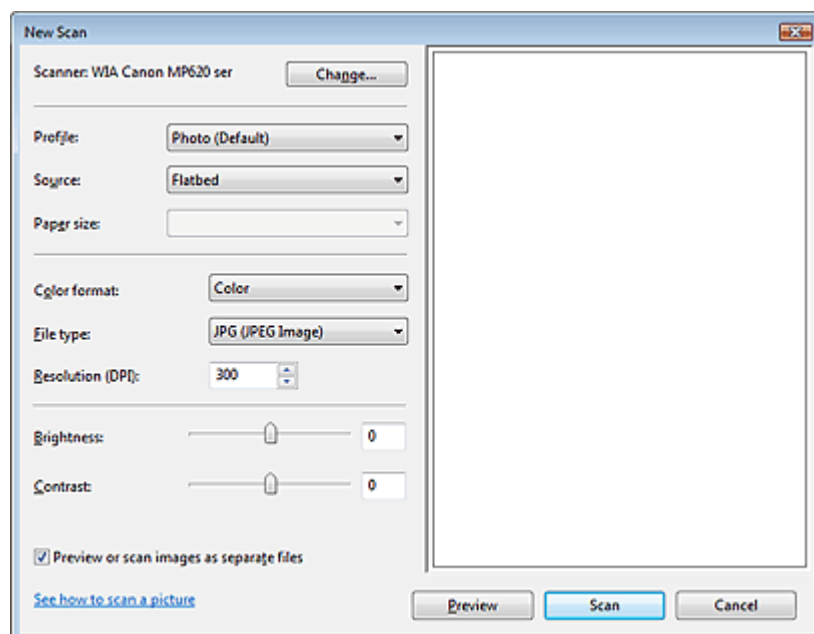 New Scan
Scanner: WIA Canon MP620 ser Change...
Profile: Photo (Default)
Source: Flatbed
Paper size:
Color format: Color
File type: JPG (JPEG Image)
Resolution (DPI): 300
Brightness: 0
Contrast: 0
Preview or scan images as separate files
See how to scan a picture
Preview Scan Cancel